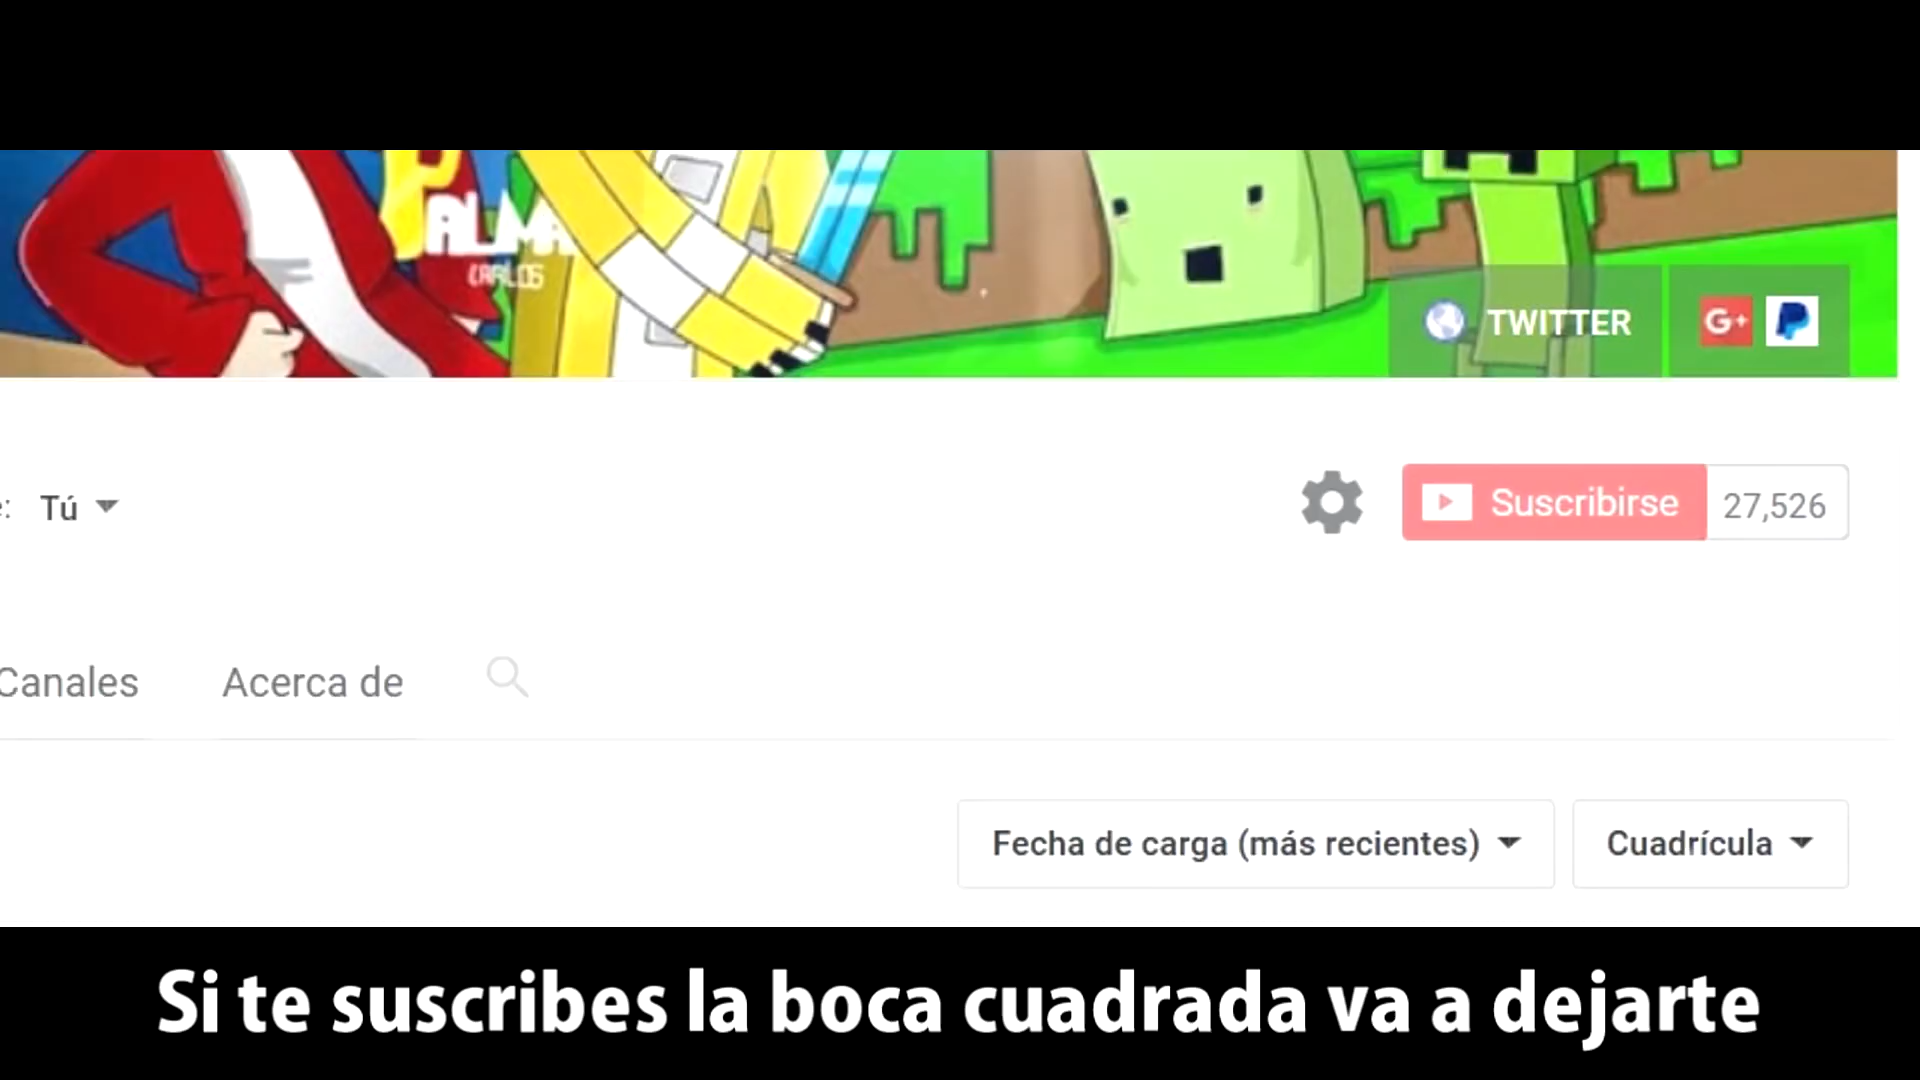 PALMA
CARLOS
TWITTER
G+
Tú
Suscribirse 27,526
Canales Acerca de
Fecha de carga (más recientes) Cuadrícula
Si te suscribes la boca cuadrada va a dejarte